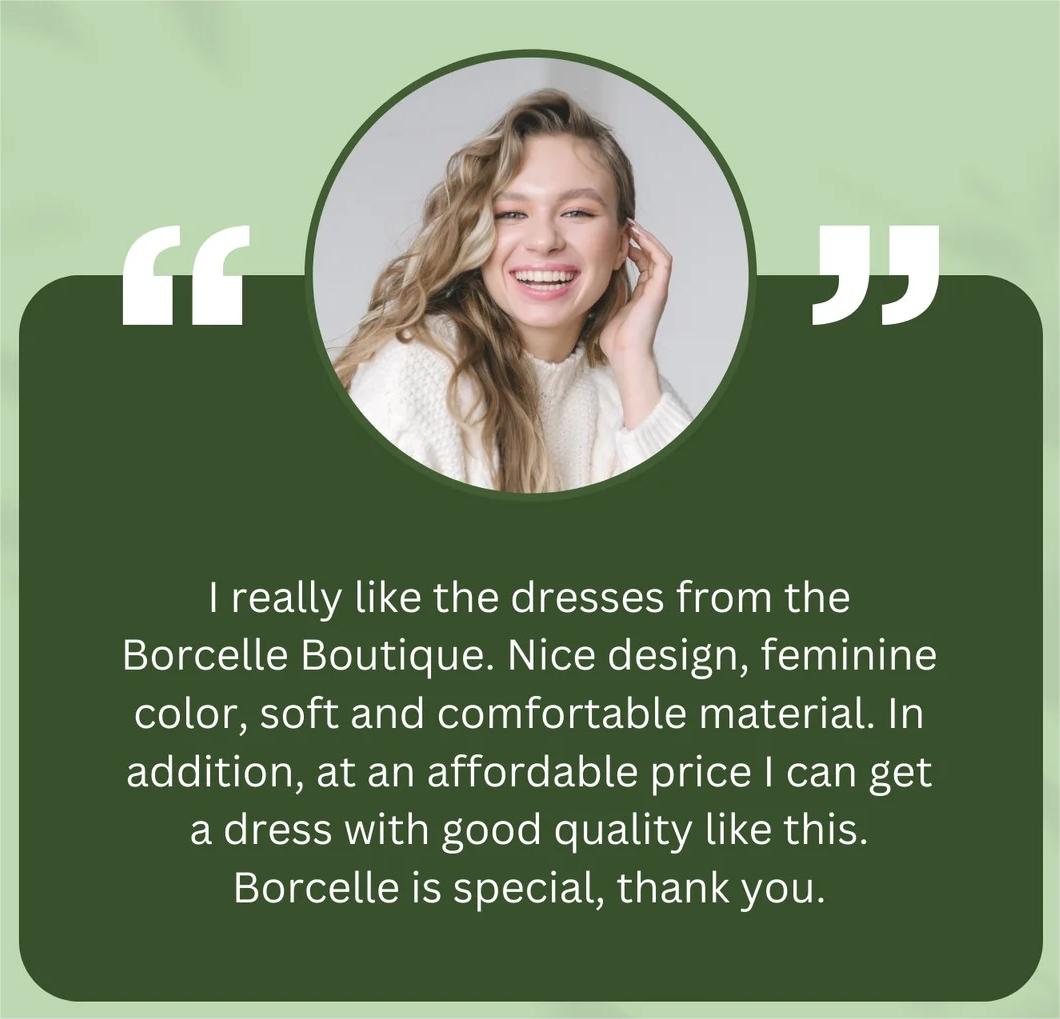 “ ”
I really like the dresses from the
Borcelle Boutique. Nice design, feminine
color, soft and comfortable material. In
addition, at an affordable price I can get
a dress with good quality like this.
Borcelle is special, thank you.